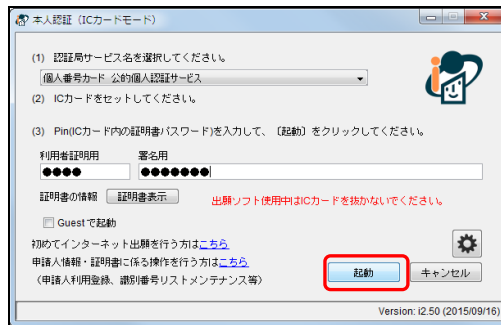 本人認証（ICカードモード）
(1) 認証局サービス名を選択してください。
個人番号カード 公的個人認証サービス
(2) ICカードをセットしてください。
(3) Pin(ICカード内の証明書パスワード)を入力して、〔起動〕をクリックしてください。
利用者証明用 署名用
●●●● ●●●●●●●
証明書の情報 証明書表示 出願ソフト使用中はICカードを抜かないでください。
Guestで起動
初めてインターネット出願を行う方はこちら
申請人情報・証明書に係る操作を行う方はこちら
（申請人利用登録、識別番号リストメンテナンス等）
起動 キャンセル
Version: i2.50 (2015/09/16)